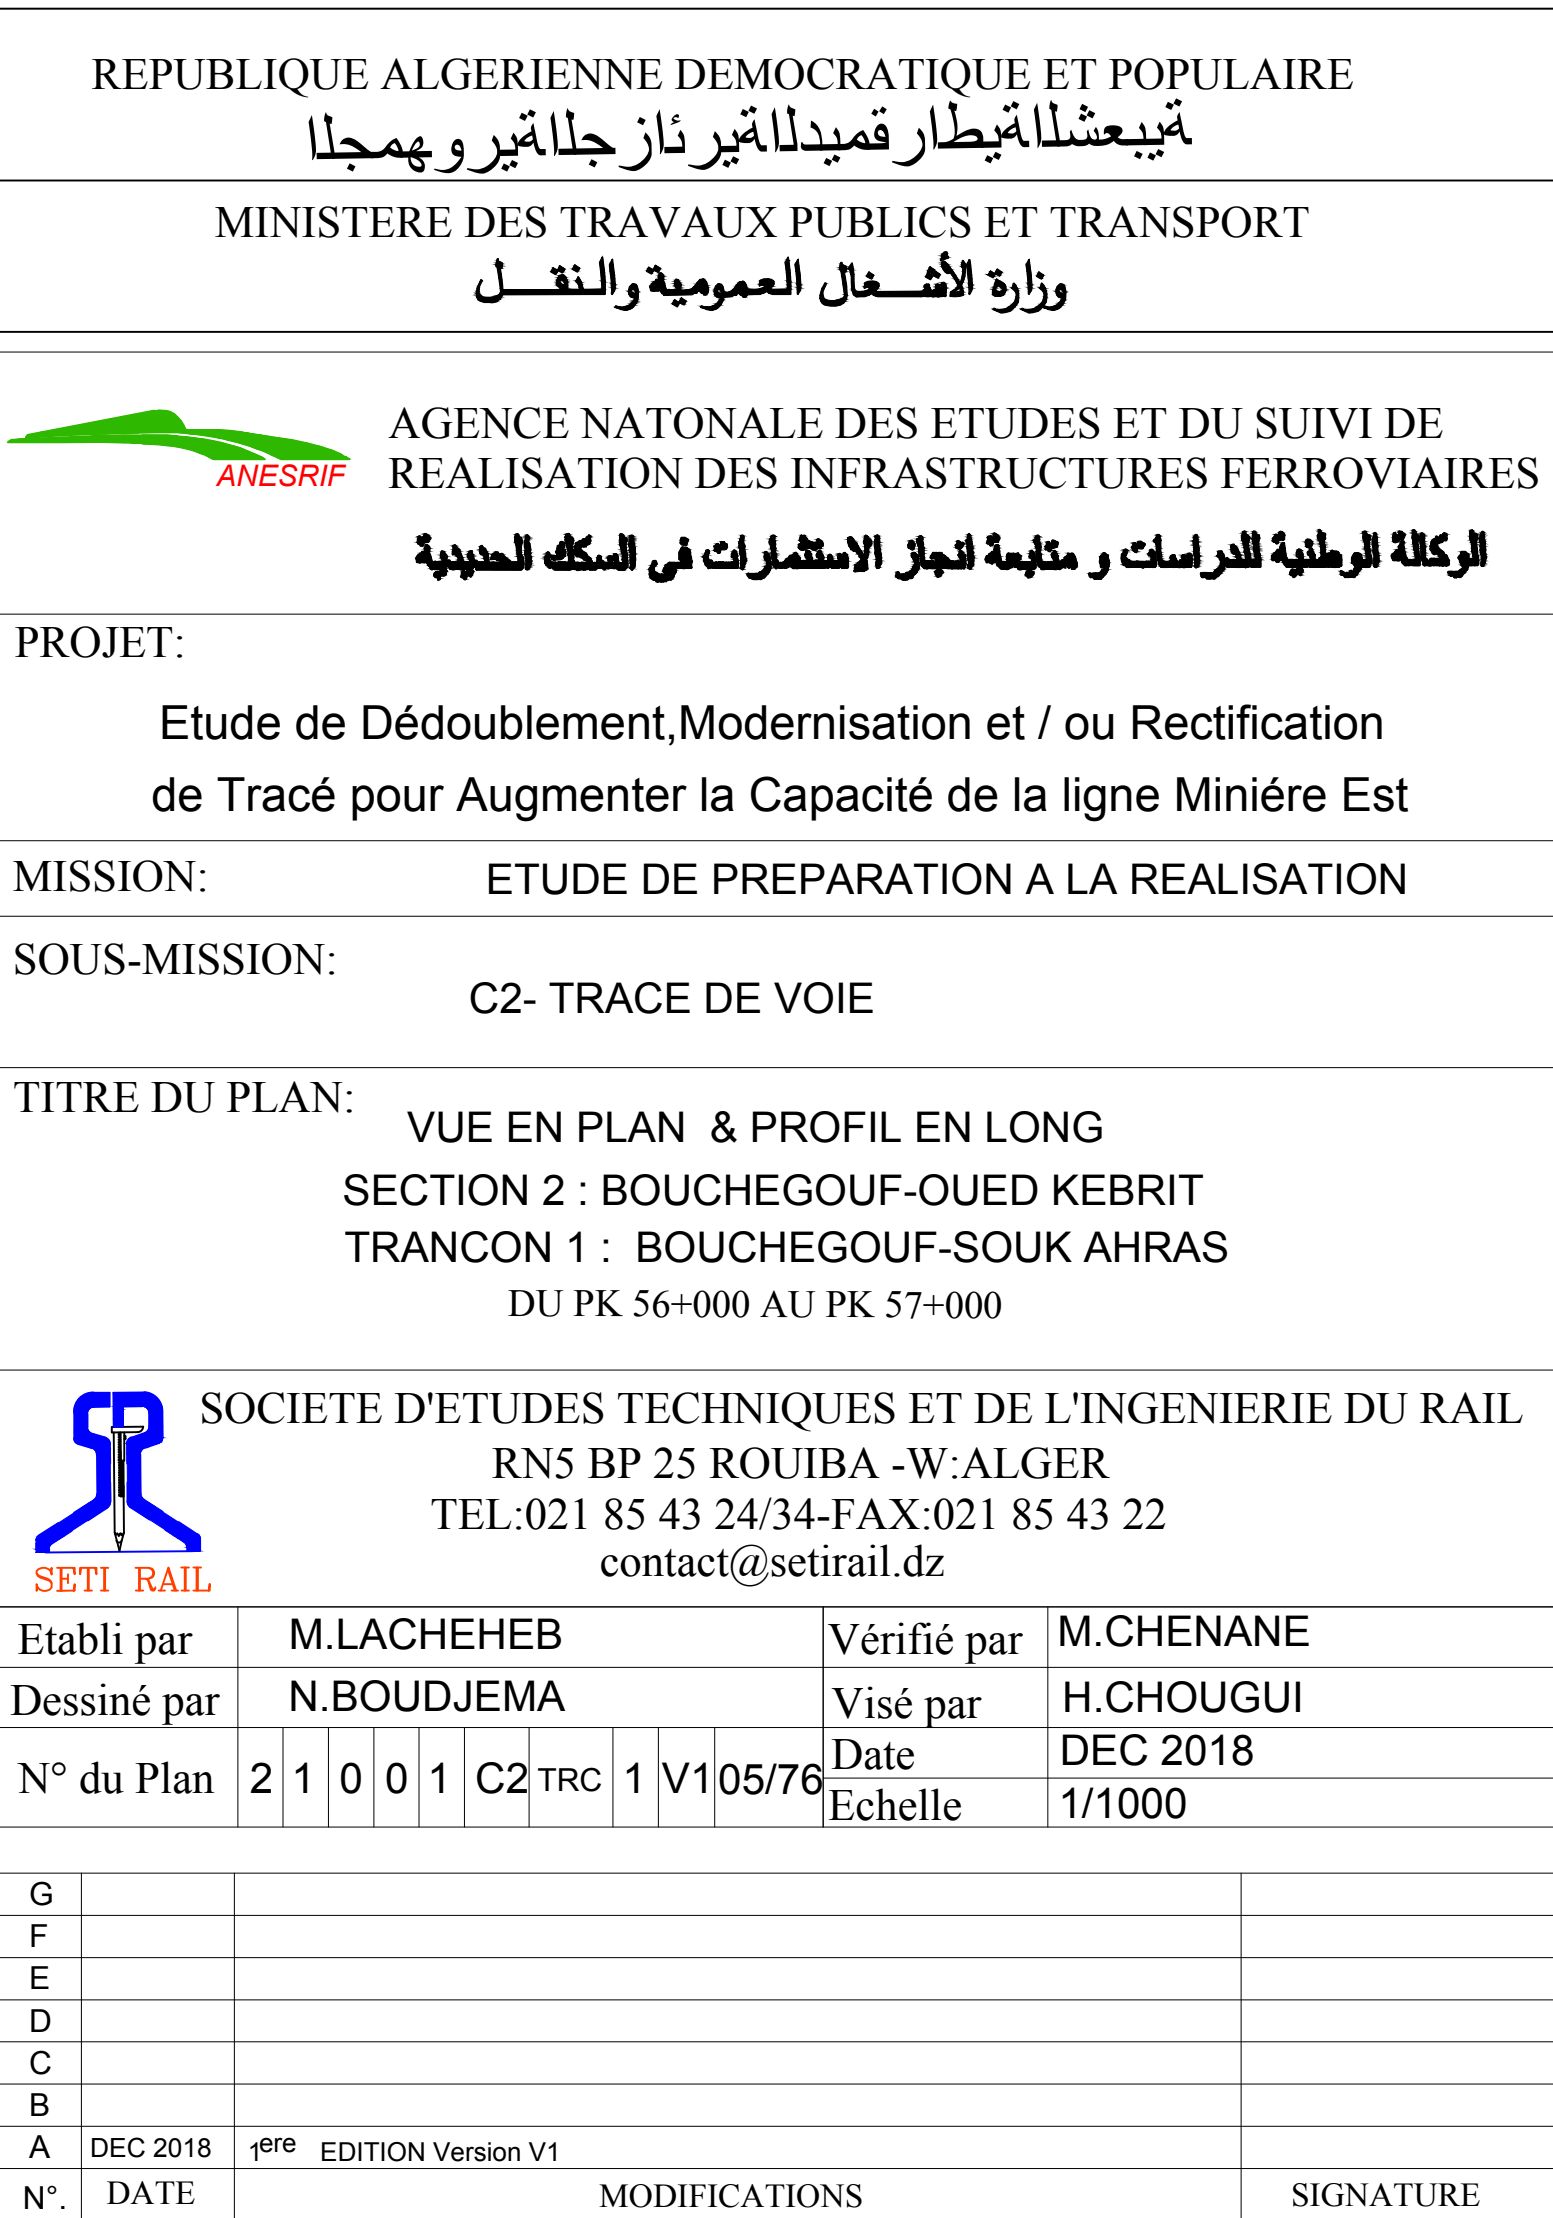 REPUBLIQUE ALGERIENNE DEMOCRATIQUE ET POPULAIRE
ةيبعشلا ةيطارقميدلا ةيرئازجلا ةيروهمجلا
MINISTERE DES TRAVAUX PUBLICS ET TRANSPORT
وزارة الأشـــغال العمومية والـنقــــل
ANESRIF
AGENCE NATONALE DES ETUDES ET DU SUIVI DE
REALISATION DES INFRASTRUCTURES FERROVIAIRES
الوكالة الوطنية للدراسات و متابعة انجاز الاستثمارات في السكك الحديدية
PROJET:
Etude de Dédoublement,Modernisation et / ou Rectification
de Tracé pour Augmenter la Capacité de la ligne Miniére Est
MISSION: ETUDE DE PREPARATION A LA REALISATION
SOUS-MISSION:
C2- TRACE DE VOIE
TITRE DU PLAN:
VUE EN PLAN & PROFIL EN LONG
SECTION 2 : BOUCHEGOUF-OUED KEBRIT
TRANCON 1 : BOUCHEGOUF-SOUK AHRAS
DU PK 56+000 AU PK 57+000
SETI RAIL
SOCIETE D'ETUDES TECHNIQUES ET DE L'INGENIERIE DU RAIL
RN5 BP 25 ROUIBA -W:ALGER
TEL:021 85 43 24/34-FAX:021 85 43 22
contact@setirail.dz
Etabli par M.LACHEHEB Vérifié par M.CHENANE
Dessiné par N.BOUDJEMA Visé par H.CHOUGUI
N° du Plan 2 1 0 0 1 C2 TRC 1 V1 05/76
Date DEC 2018
Echelle 1/1000
G
F
E
D
C
B
A DEC 2018 1ere EDITION Version V1
N°. DATE MODIFICATIONS SIGNATURE